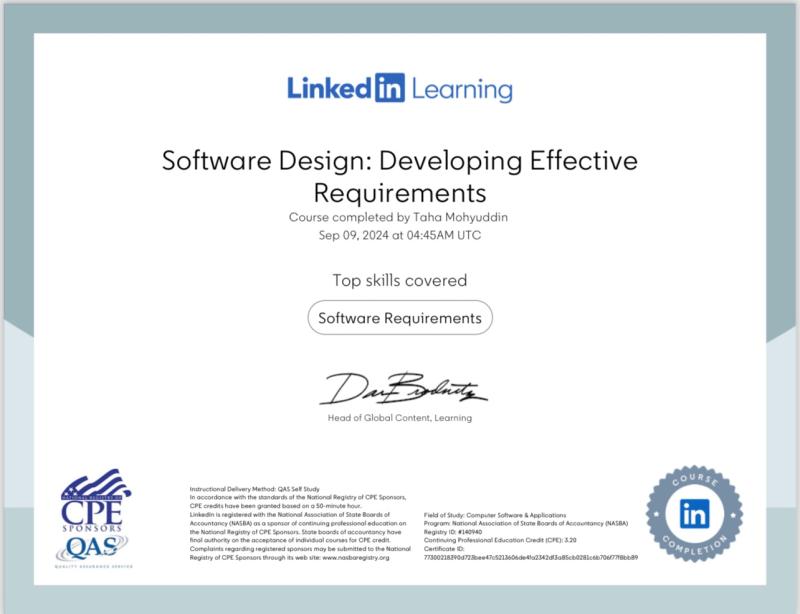 Linked in Learning
Software Design: Developing Effective
Requirements
Course completed by Taha Mohyuddin
Sep 09, 2024 at 04:45AM UTC
Top skills covered
Software Requirements
Head of Global Content, Learning
NATIONAL REGISTRY OF
CPE
SPONSORS
QAS
QUALITY ASSURANCE SERVICE
Instructional Delivery Method: QAS Self Study
In accordance with the standards of the National Registry of CPE Sponsors,
CPE credits have been granted based on a 50-minute hour.
LinkedIn is registered with the National Association of State Boards of
Accountancy (NASBA) as a sponsor of continuing professional education on
the National Registry of CPE Sponsors. State boards of accountancy have
final authority on the acceptance of individual courses for CPE credit.
Complaints regarding registered sponsors may be submitted to the National
Registry of CPE Sponsors through its web site: www.nasbaregistry.org
Field of Study: Computer Software & Applications
Program: National Association of State Boards of Accountancy (NASBA)
Registry ID: #140940
Continuing Professional Education Credit (CPE): 3.20
Certificate ID:
COURSE
in
COMPLETION